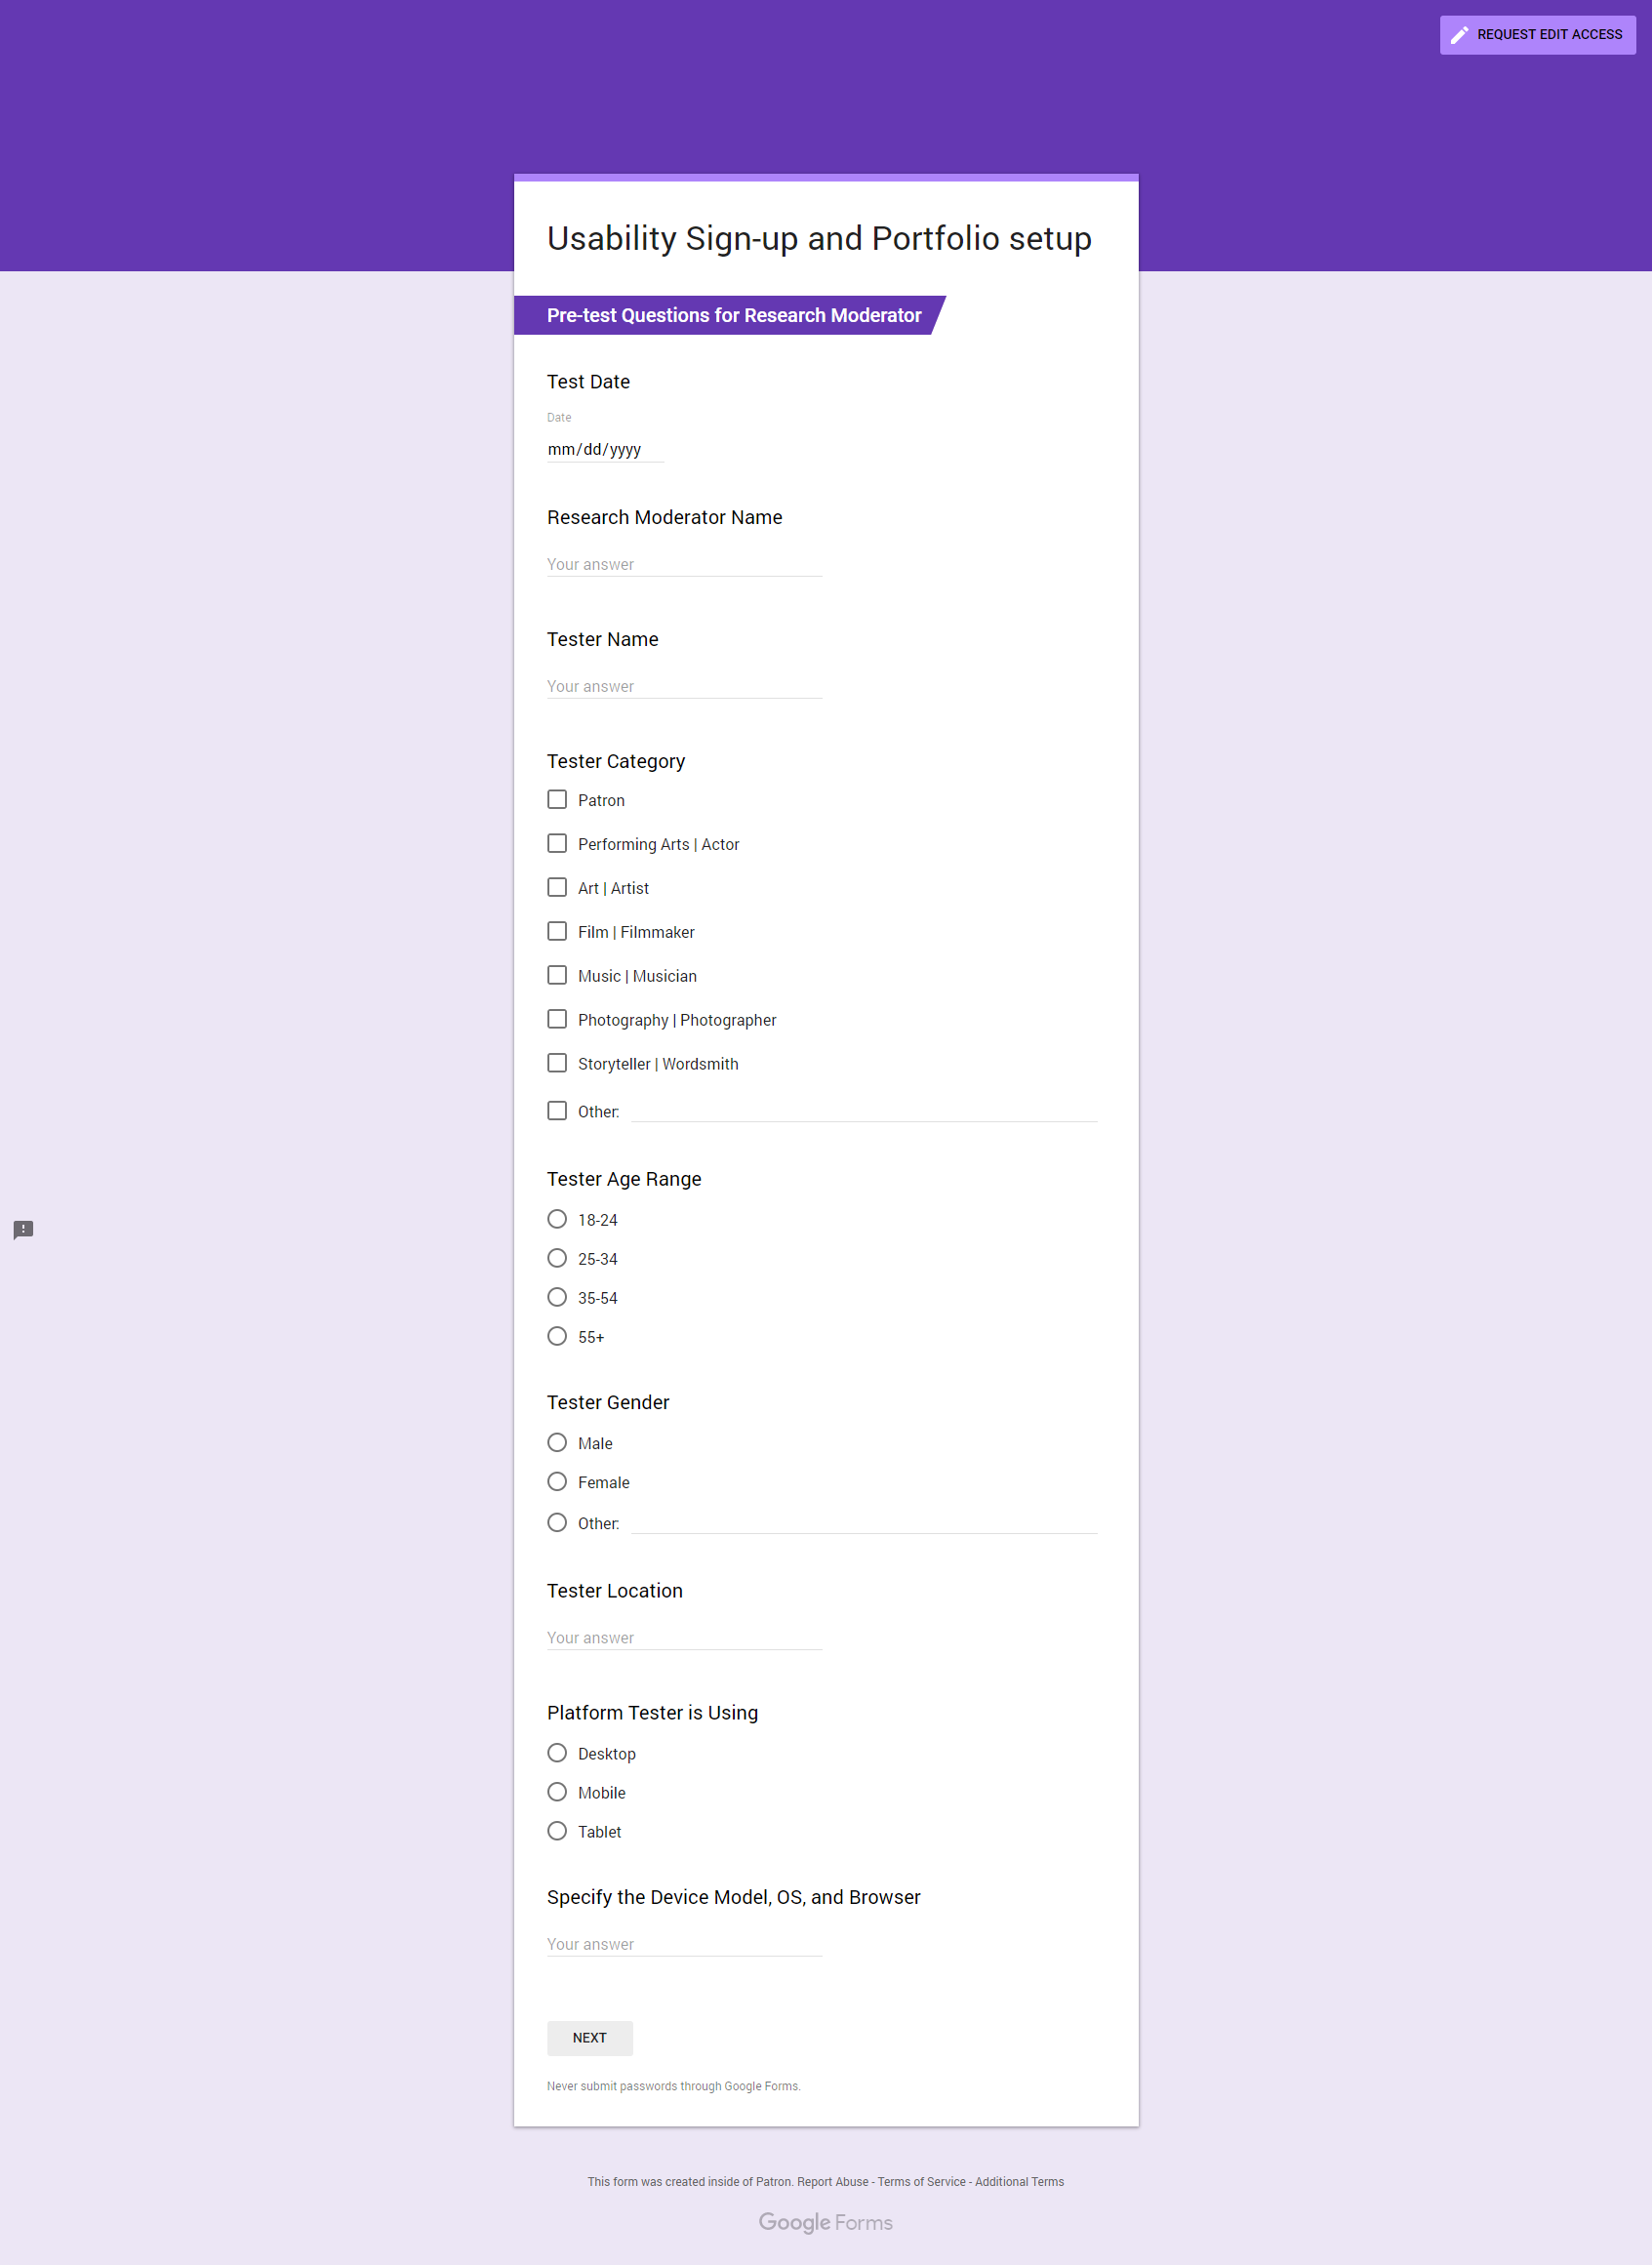 REQUEST EDIT ACCESS
Usability Sign-up and Portfolio setup
Pre-test Questions for Research Moderator
Test Date
Date
mm/dd/yyyy
Research Moderator Name
Your answer
Tester Name
Your answer
Tester Category
Patron
Performing Arts | Actor
Art | Artist
Film | Filmmaker
Music | Musician
Photography | Photographer
Storyteller | Wordsmith
Other:
Tester Age Range
18-24
25-34
35-54
55+
Tester Gender
Male
Female
Other:
Tester Location
Your answer
Platform Tester is Using
Desktop
Mobile
Tablet
Specify the Device Model, OS, and Browser
Your answer
NEXT
Never submit passwords through Google Forms.
This form was created inside of Patron. Report Abuse - Terms of Service - Additional Terms
Google Forms